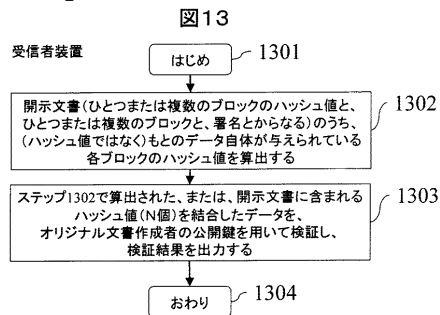 図13
受信者装置
はじめ
1301
開示文書(ひとつまたは複数のブロックのハッシュ値と、
ひとつまたは複数のブロックと、署名とからなる)のうち、
(ハッシュ値ではなく)もとのデータ自体が与えられている
各ブロックのハッシュ値を算出する
1302
ステップ1302で算出された、または、開示文書に含まれる
ハッシュ値(N個)を結合したデータを、
オリジナル文書作成者の公開鍵を用いて検証し、
検証結果を出力する
1303
おわり
1304